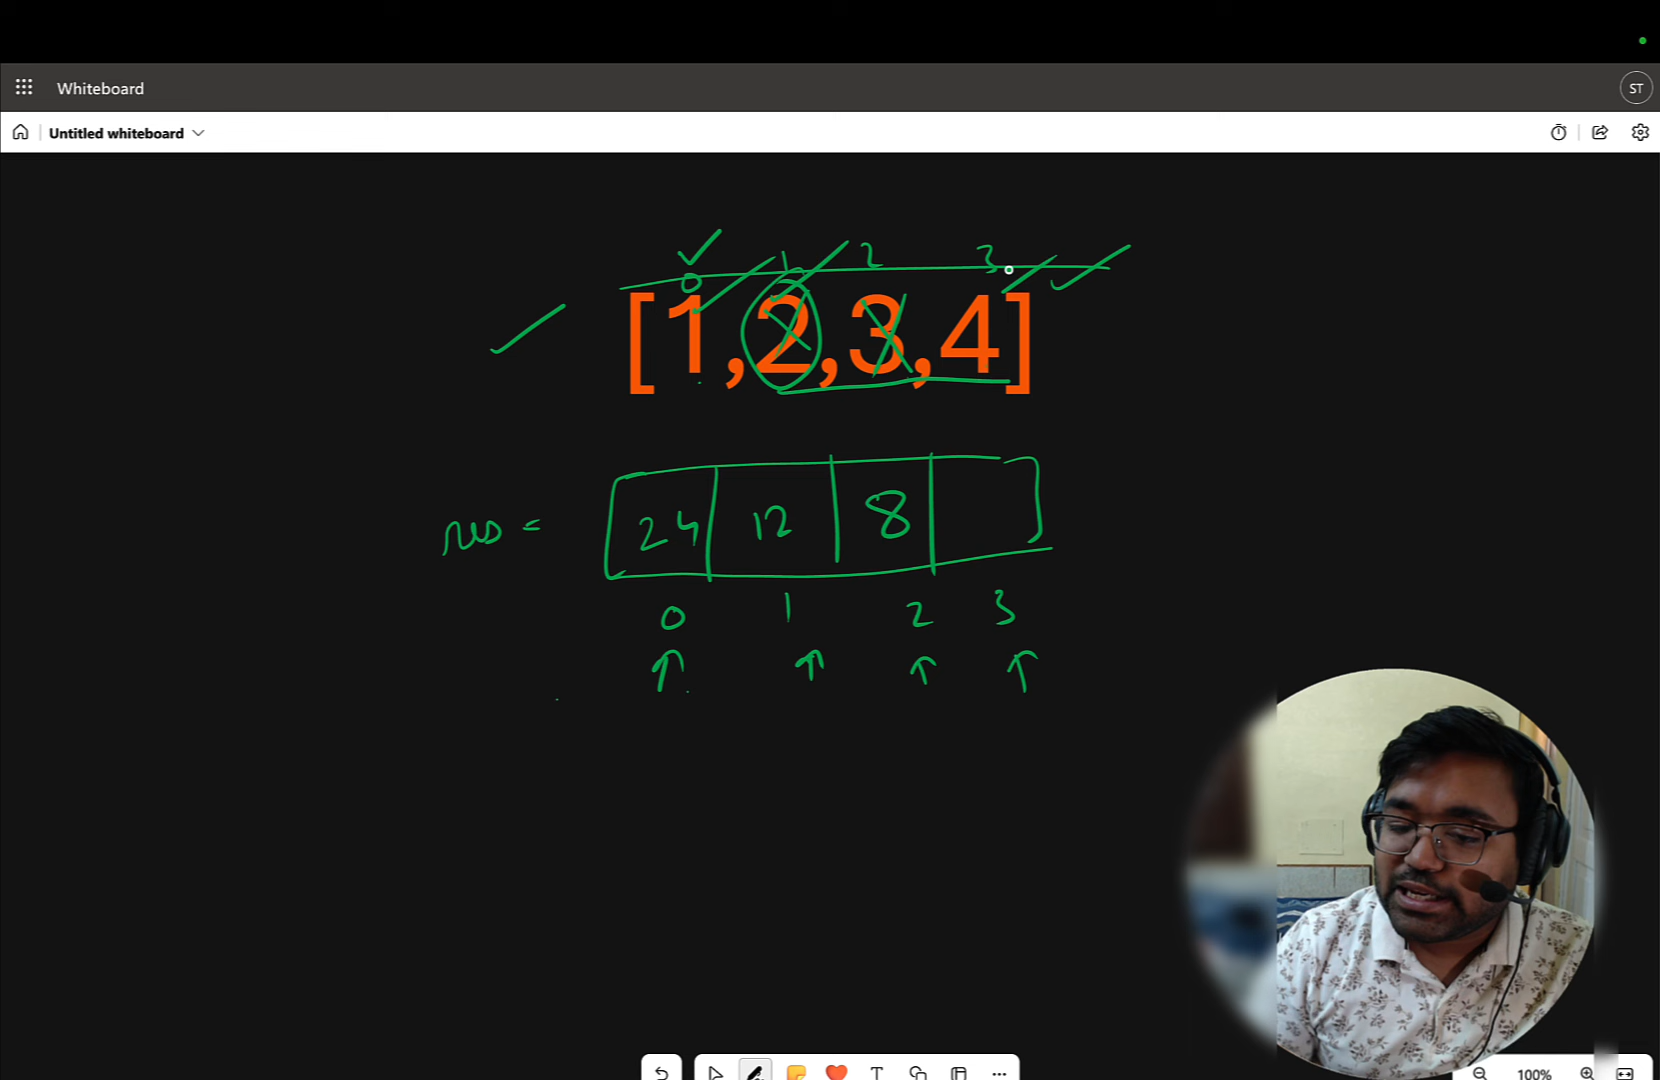 ST
Whiteboard
Untitled whiteboard
0 1 2 3
[1,2,3,4]
res = 24 12 8
0 1 2 3
100%